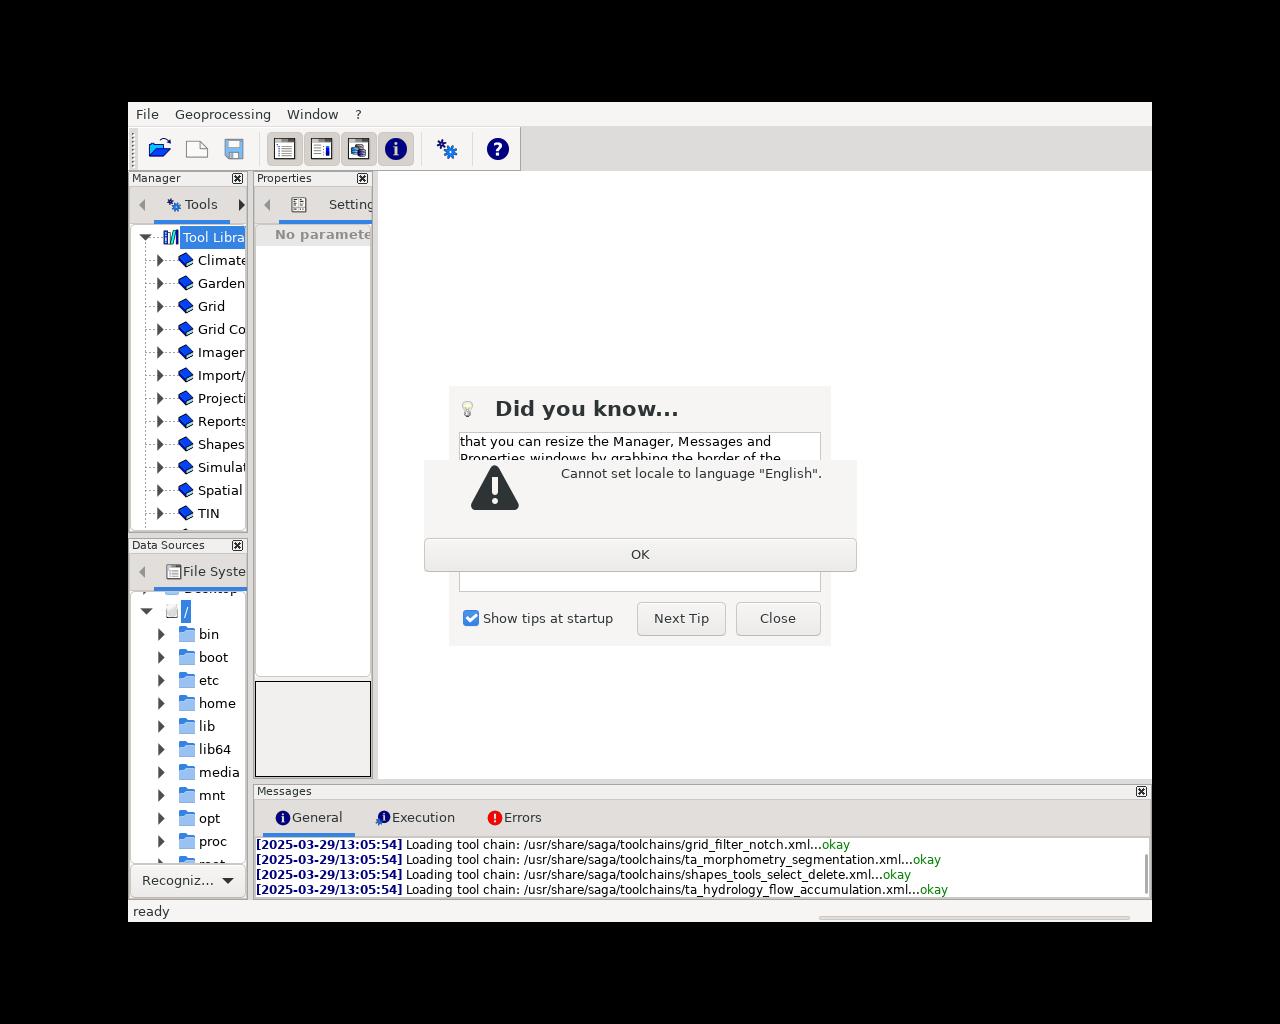 File Geoprocessing Window ?
Manager
Tools
Tool Libra
Climate
Garden
Grid
Grid Co
Imager
Import/
Projecti
Reports
Shapes
Simulat
Spatial
TIN
Data Sources
File Syste
/
bin
boot
etc
home
lib
lib64
media
mnt
opt
proc
Recogniz...
Properties
Setting
No paramete
Did you know...
that you can resize the Manager, Messages and
Properties windows by grabbing the border of the
Cannot set locale to language "English".
OK
Show tips at startup
Next Tip
Close
Messages
General Execution Errors
[2025-03-29/13:05:54] Loading tool chain: /usr/share/saga/toolchains/grid_filter_notch.xml...okay
[2025-03-29/13:05:54] Loading tool chain: /usr/share/saga/toolchains/ta_morphometry_segmentation.xml...okay
[2025-03-29/13:05:54] Loading tool chain: /usr/share/saga/toolchains/shapes_tools_select_delete.xml...okay
[2025-03-29/13:05:54] Loading tool chain: /usr/share/saga/toolchains/ta_hydrology_flow_accumulation.xml...okay
ready